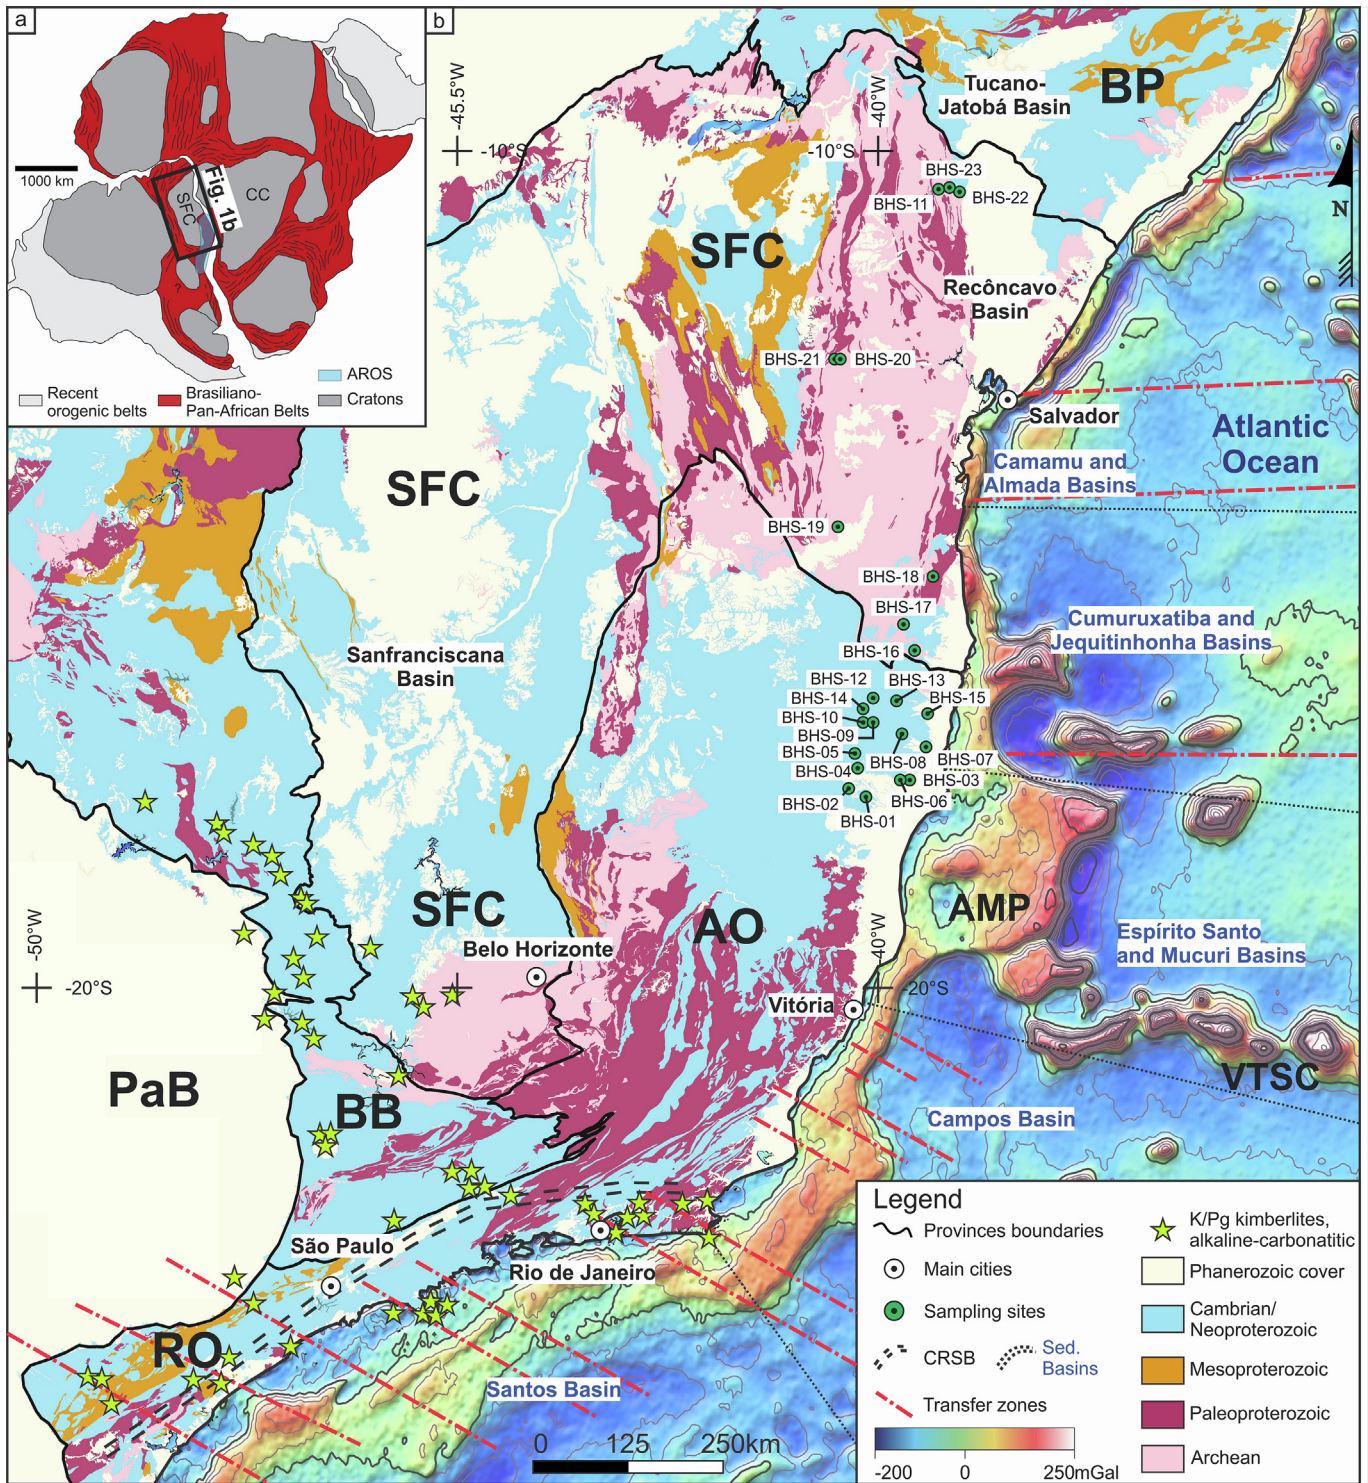 a
1000 km
SFC
CC
Fig. 1b
?
Recent
orogenic belts
Brasiliano-
Pan-African Belts
AROS
Cratons
b
-45.5°W
-10°S
-40°W
-10°S
Tucano-
Jatobá Basin
BP
N
BHS-23
BHS-11
BHS-22
SFC
Recôncavo
Basin
BHS-21
BHS-20
Salvador
Atlantic
Ocean
SFC
Camamu and
Almada Basins
BHS-19
BHS-18
BHS-17
Cumuruxatiba and
Jequitinhonha Basins
BHS-16
Sanfranciscana
Basin
BHS-12
BHS-13
BHS-14
BHS-15
BHS-10
BHS-09
BHS-05
BHS-08
BHS-07
BHS-04
BHS-03
BHS-02
BHS-06
BHS-01
SFC
AO
AMP
-50°W
-20°S
Belo Horizonte
-40°W
-20°S
Espírito Santo
and Mucuri Basins
Vitória
PaB
BB
VTSC
Campos Basin
São Paulo
Rio de Janeiro
RO
Santos Basin
0 125 250km
Legend
Provinces boundaries
Main cities
Sampling sites
CRSB
Sed.
Basins
Transfer zones
-200 0 250mGal
K/Pg kimberlites,
alkaline-carbonatitic
Phanerozoic cover
Cambrian/
Neoproterozoic
Mesoproterozoic
Paleoproterozoic
Archean